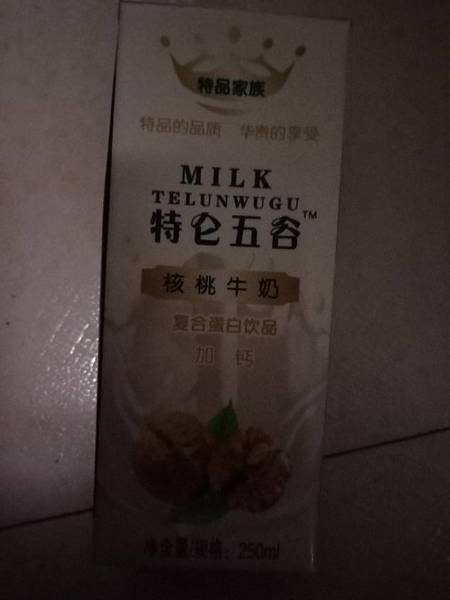 特品家族
特品的品质 华贵的享受
MILK
TELUNWUGU
特仑五谷™
核桃牛奶
复合蛋白饮品
加 钙
净含量/规格：250ml